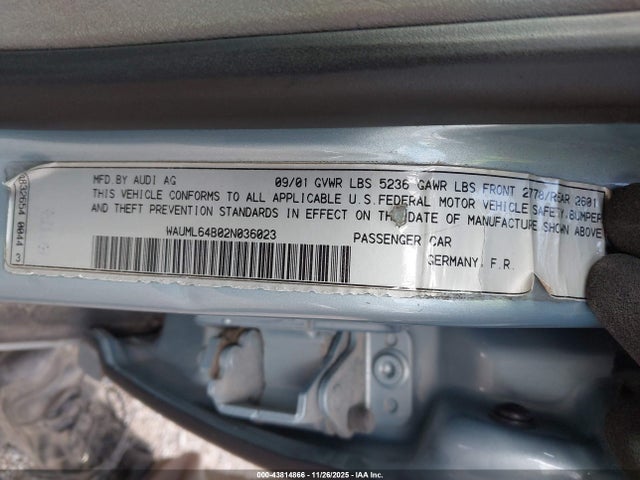 MFD.BY AUDI AG 09/01 GVWR LBS 5236 GAWR LBS FRONT 2778/REAR 2601
THIS VEHICLE CONFORMS TO ALL APPLICABLE U.S.FEDERAL MOTOR VEHICLE SAFETY,BUMPER
AND THEFT PREVENTION STANDARDS IN EFFECT ON THE DATE OF MANUFACTURE SHOWN ABOVE
WAUML64B02N036023 PASSENGER CAR
GERMANY, F.R.
0044 3
000-43814866 | 11/26/2025 | IAA Inc.